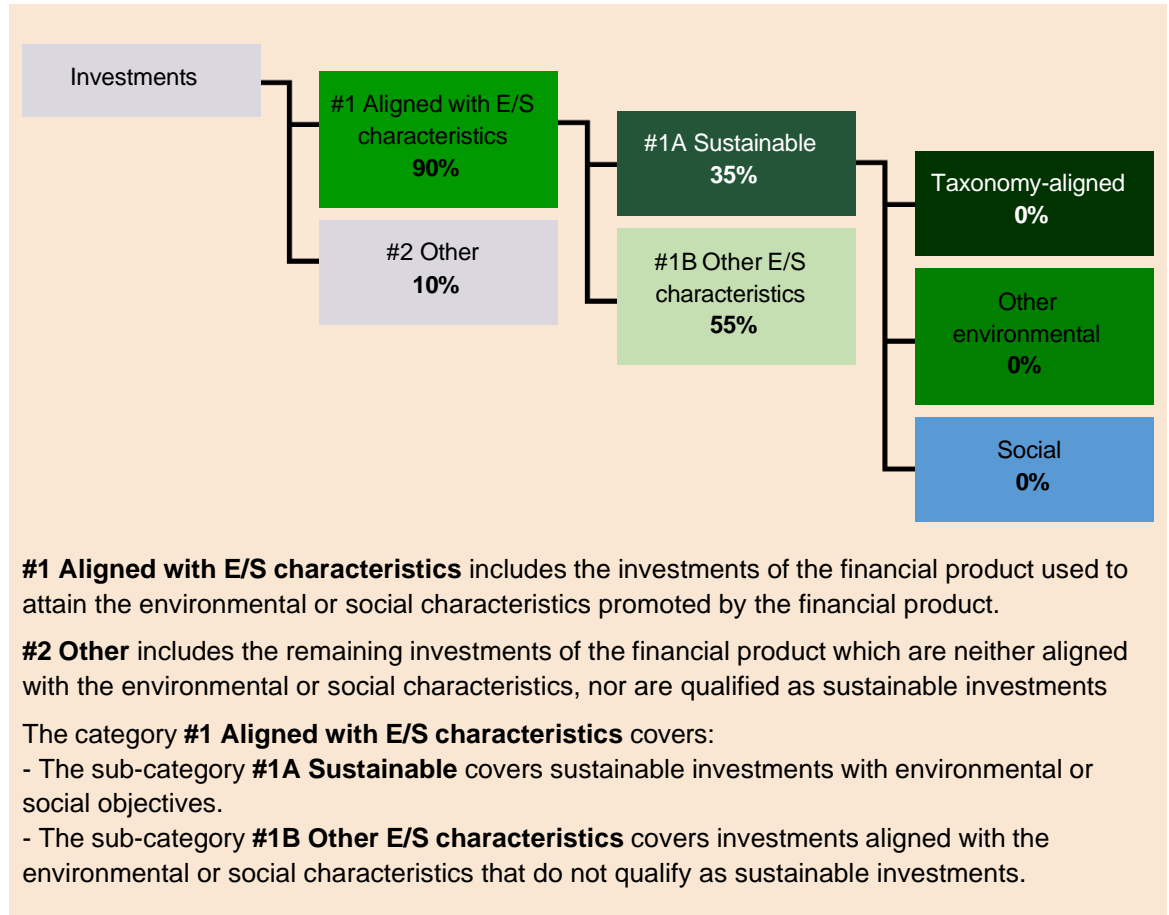 Investments
#1 Aligned with E/S
characteristics
90%
#2 Other
10%
#1A Sustainable
35%
#1B Other E/S
characteristics
55%
Taxonomy-aligned
0%
Other
environmental
0%
Social
0%
#1 Aligned with E/S characteristics includes the investments of the financial product used to
attain the environmental or social characteristics promoted by the financial product.
#2 Other includes the remaining investments of the financial product which are neither aligned
with the environmental or social characteristics, nor are qualified as sustainable investments
The category #1 Aligned with E/S characteristics covers:
- The sub-category #1A Sustainable covers sustainable investments with environmental or
social objectives.
- The sub-category #1B Other E/S characteristics covers investments aligned with the
environmental or social characteristics that do not qualify as sustainable investments.